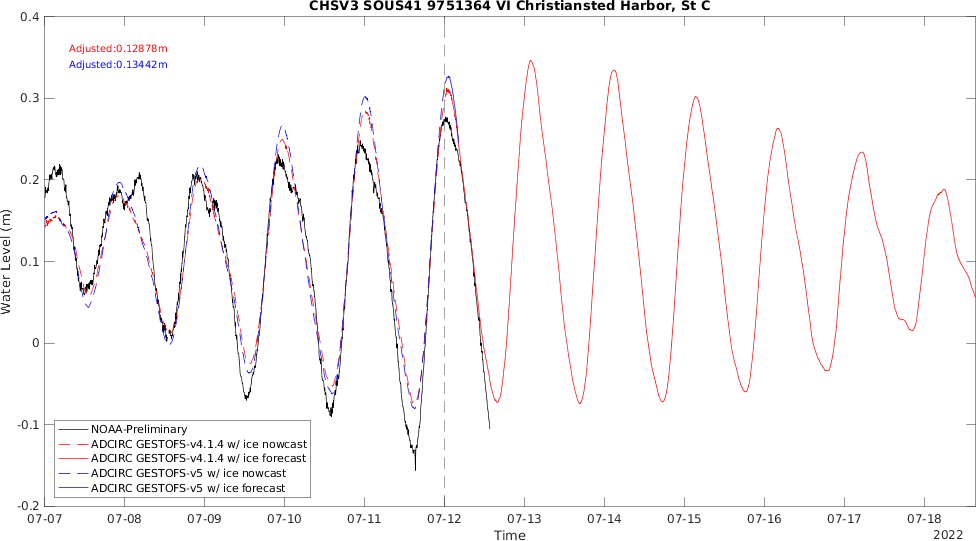 CHSV3 SOUS41 9751364 VI Christiansted Harbor, St C
Adjusted:0.12878m
Adjusted:0.13442m
0.4
0.3
0.2
0.1
0
-0.1
-0.2
Water Level (m)
NOAA-Preliminary
ADCIRC GESTOFS-v4.1.4 w/ ice nowcast
ADCIRC GESTOFS-v4.1.4 w/ ice forecast
ADCIRC GESTOFS-v5 w/ ice nowcast
ADCIRC GESTOFS-v5 w/ ice forecast
07-07 07-08 07-09 07-10 07-11 07-12 07-13 07-14 07-15 07-16 07-17 07-18
Time
2022